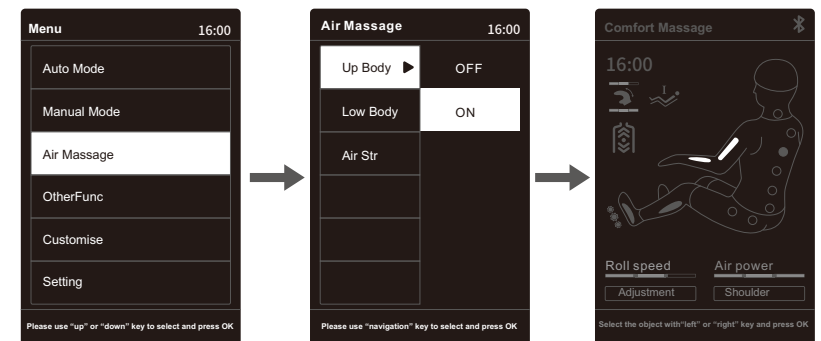 Menu 16:00
Auto Mode
Manual Mode
Air Massage
OtherFunc
Customise
Setting
Please use “up” or “down” key to select and press OK
Air Massage 16:00
Up Body OFF
Low Body ON
Air Str
Please use “navigation” key to select and press OK
Comfort Massage
16:00
Roll speed Air power
Adjustment Shoulder
Select the object with“left” or “right” key and press OK